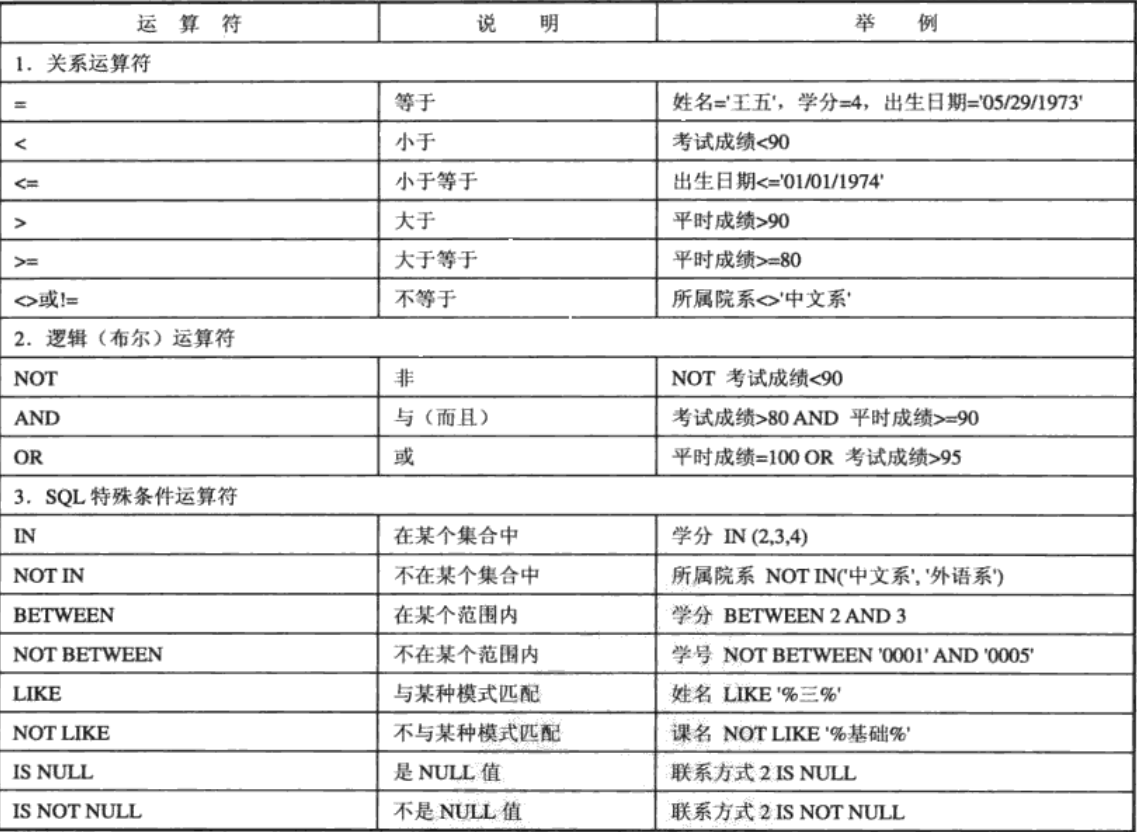 运 算 符 说 明 举 例
1. 关系运算符
= 等于 姓名='王五', 学分=4, 出生日期='05/29/1973'
< 小于 考试成绩<90
<= 小于等于 出生日期<='01/01/1974'
> 大于 平时成绩>90
>= 大于等于 平时成绩>=80
<>或!= 不等于 所属院系<>'中文系'
2. 逻辑（布尔）运算符
NOT 非 NOT 考试成绩<90
AND 与（而且） 考试成绩>80 AND 平时成绩>=90
OR 或 平时成绩=100 OR 考试成绩>95
3. SQL 特殊条件运算符
IN 在某个集合中 学分 IN (2,3,4)
NOT IN 不在某个集合中 所属院系 NOT IN('中文系', '外语系')
BETWEEN 在某个范围内 学分 BETWEEN 2 AND 3
NOT BETWEEN 不在某个范围内 学号 NOT BETWEEN '0001' AND '0005'
LIKE 与某种模式匹配 姓名 LIKE '%三%'
NOT LIKE 不与某种模式匹配 课名 NOT LIKE '%基础%'
IS NULL 是 NULL 值 联系方式 2 IS NULL
IS NOT NULL 不是 NULL 值 联系方式 2 IS NOT NULL